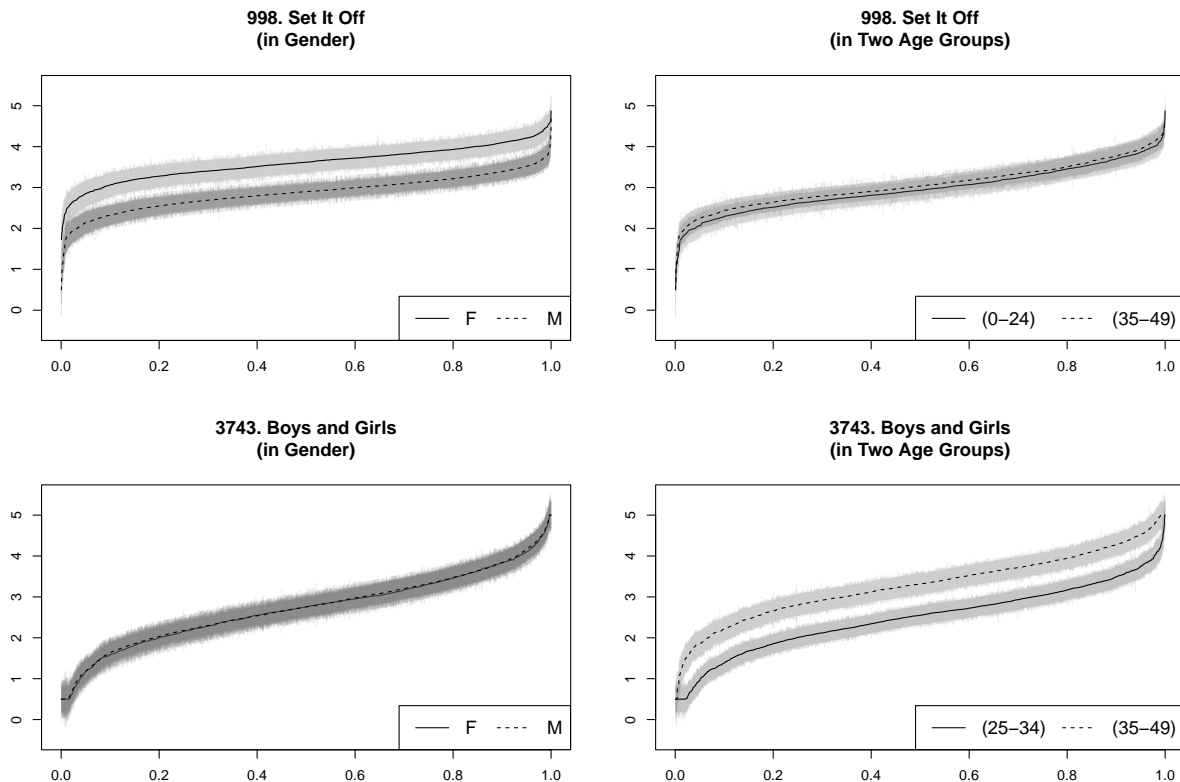 998. Set It Off
(in Gender)
5
4
3
2
1
0
F M
0.0 0.2 0.4 0.6 0.8 1.0
998. Set It Off
(in Two Age Groups)
5
4
3
2
1
0
(0−24) (35−49)
0.0 0.2 0.4 0.6 0.8 1.0
3743. Boys and Girls
(in Gender)
5
4
3
2
1
0
F M
0.0 0.2 0.4 0.6 0.8 1.0
3743. Boys and Girls
(in Two Age Groups)
5
4
3
2
1
0
(25−34) (35−49)
0.0 0.2 0.4 0.6 0.8 1.0